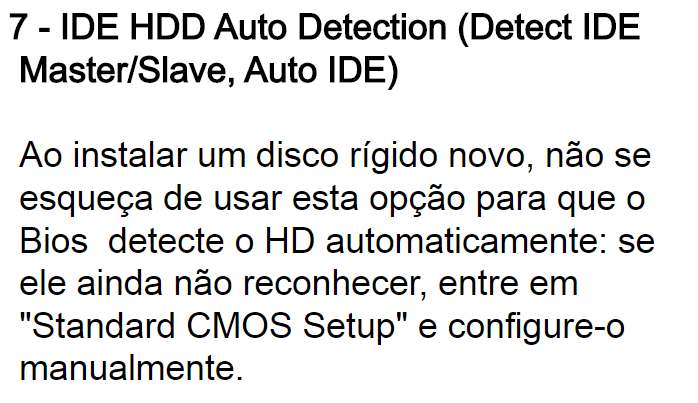 7 - IDE HDD Auto Detection (Detect IDE
Master/Slave, Auto IDE)
Ao instalar um disco rígido novo, não se
esqueça de usar esta opção para que o
Bios  detecte o HD automaticamente: se
ele ainda não reconhecer, entre em
"Standard CMOS Setup" e configure-o
manualmente.